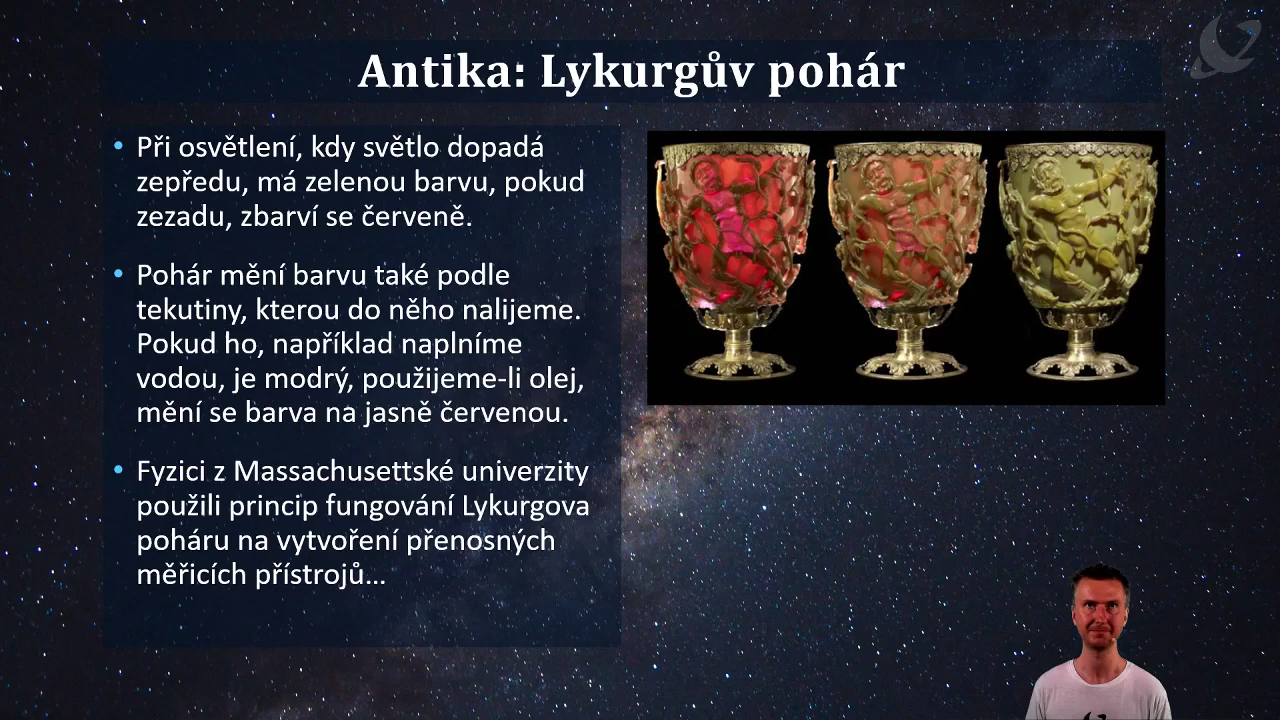 Antika: Lykurgův pohár
• Při osvětlení, kdy světlo dopadá
zepředu, má zelenou barvu, pokud
zezadu, zbarví se červeně.
• Pohár mění barvu také podle
tekutiny, kterou do něho nalijeme.
Pokud ho, například naplníme
vodou, je modrý, použijeme-li olej,
mění se barva na jasně červenou.
• Fyzici z Massachusettské univerzity
použili princip fungování Lykurgova
poháru na vytvoření přenosných
měřicích přístrojů...